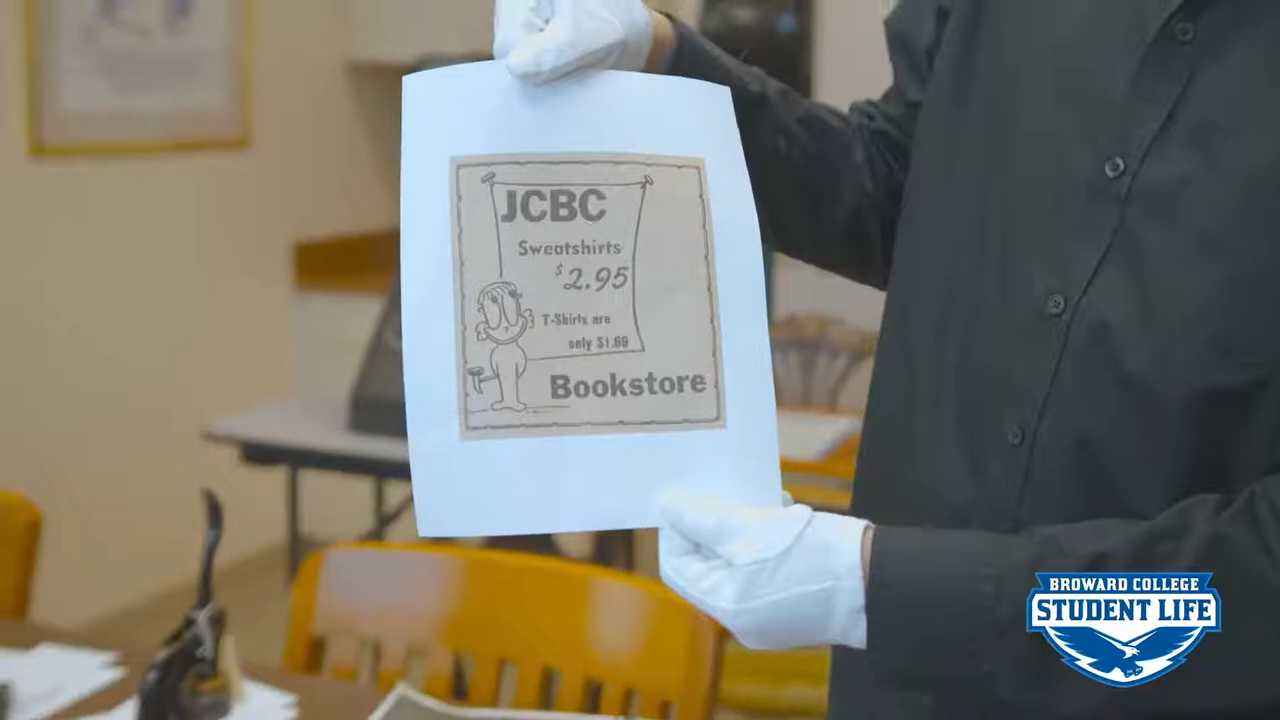 JCBC
Sweatshirts
$2.95
T-Shirts are
only $1.69
Bookstore
BROWARD COLLEGE
STUDENT LIFE